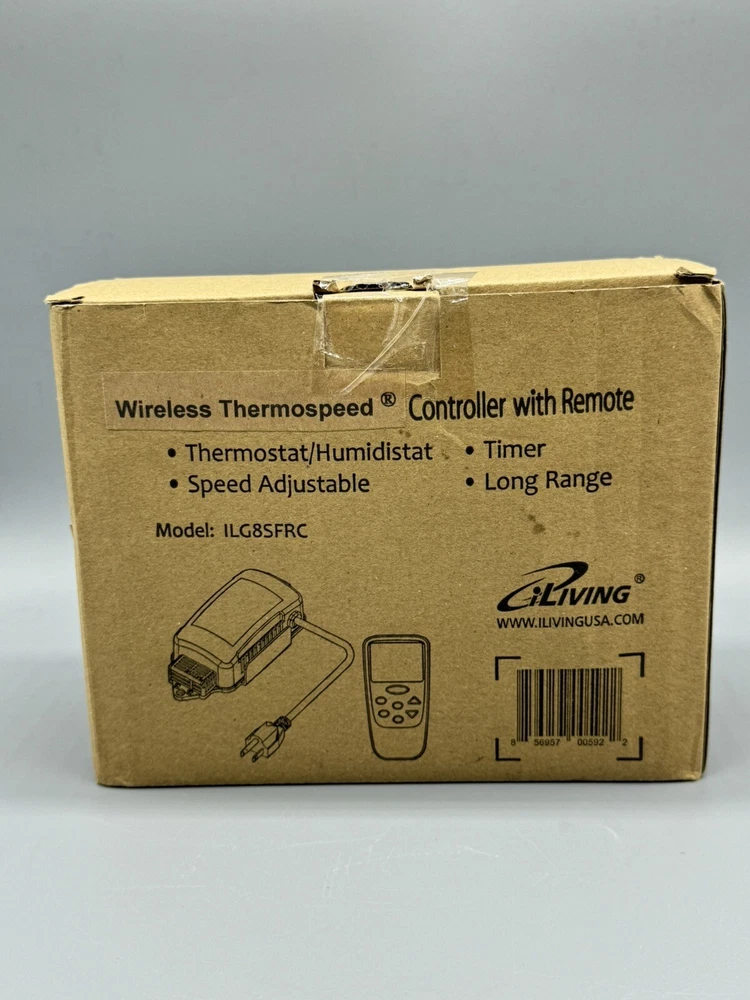 Wireless Thermospeed® Controller with Remote
• Thermostat/Humidistat • Timer
• Speed Adjustable • Long Range
Model: ILG8SFRC
iLIVING®
WWW.ILIVINGUSA.COM
8 56957 00592 2